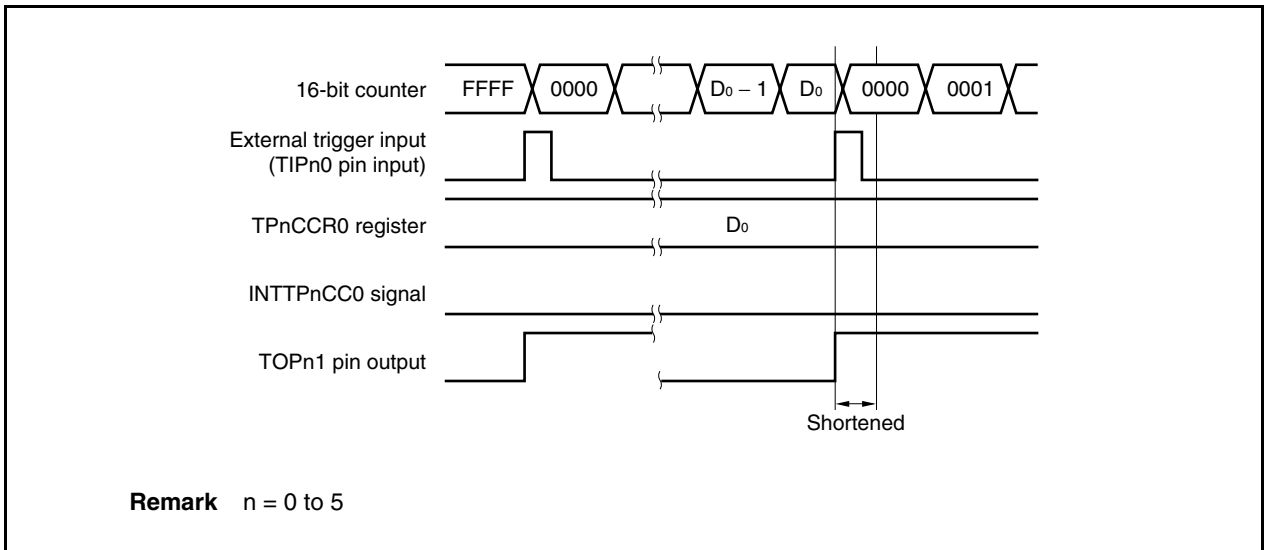 16-bit counter FFFF 0000 D0 − 1 D0 0000 0001
External trigger input
(TIPn0 pin input)
TPnCCR0 register D0
INTTPnCC0 signal
TOPn1 pin output
Shortened
Remark n = 0 to 5